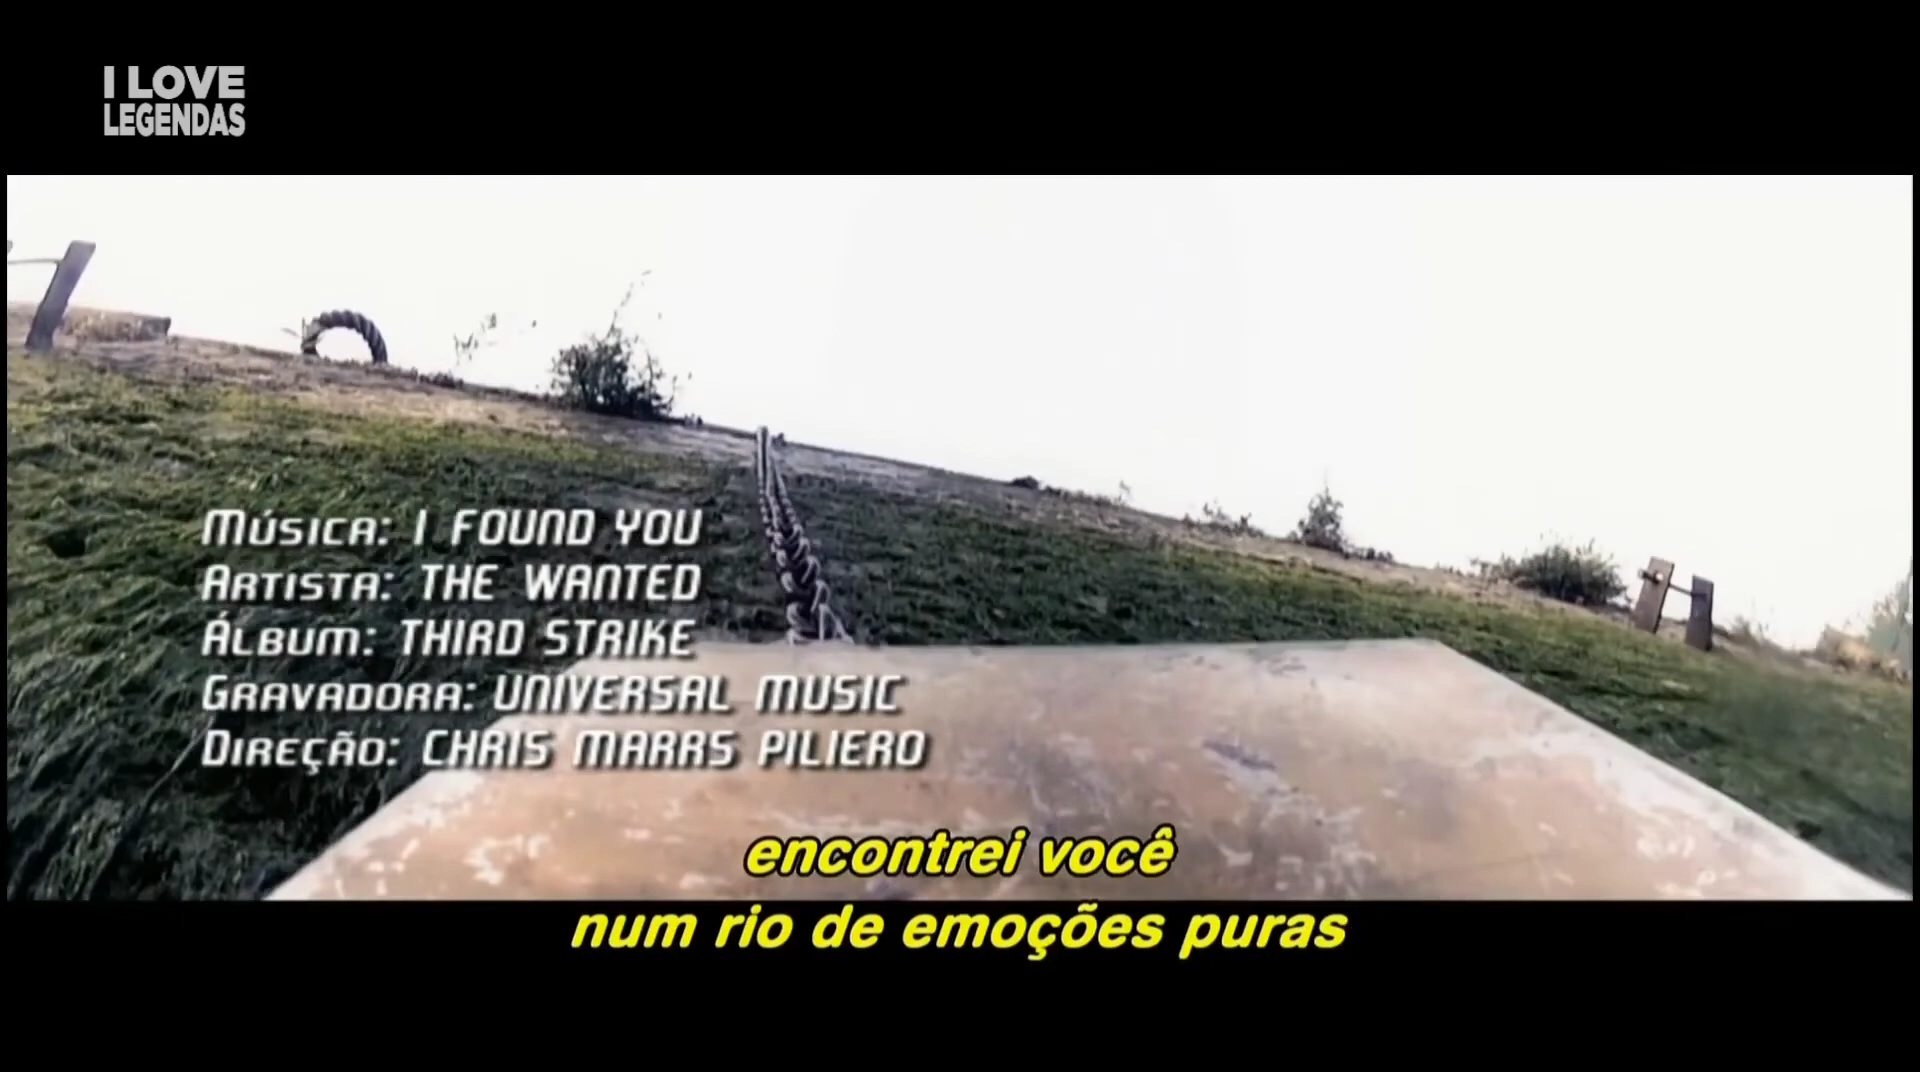 I LOVE
LEGENDAS
Música: I FOUND YOU
Artista: THE WANTED
Álbum: THIRD STRIKE
Gravadora: UNIVERSAL MUSIC
Direção: CHRIS MARRS PILIERO
encontrei você
num rio de emoções puras